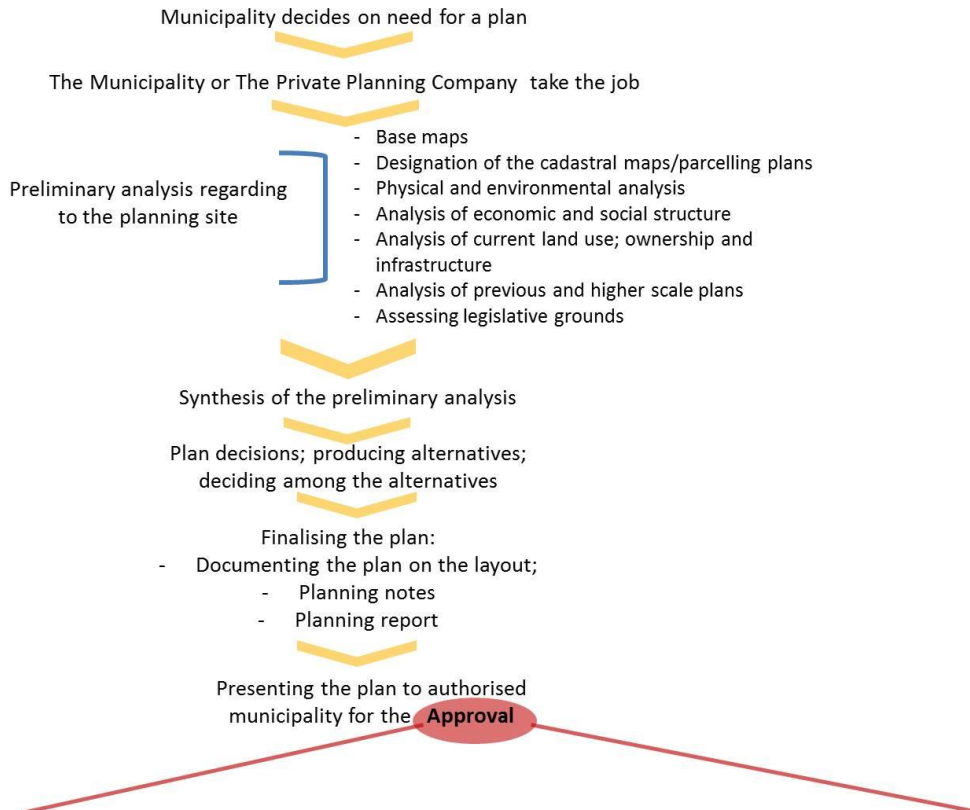 Municipality decides on need for a plan
The Municipality or The Private Planning Company take the job
Preliminary analysis regarding
to the planning site
- Base maps
- Designation of the cadastral maps/parcelling plans
- Physical and environmental analysis
- Analysis of economic and social structure
- Analysis of current land use; ownership and
infrastructure
- Analysis of previous and higher scale plans
- Assessing legislative grounds
Synthesis of the preliminary analysis
Plan decisions; producing alternatives;
deciding among the alternatives
Finalising the plan:
- Documenting the plan on the layout;
- Planning notes
- Planning report
Presenting the plan to authorised
municipality for the Approval